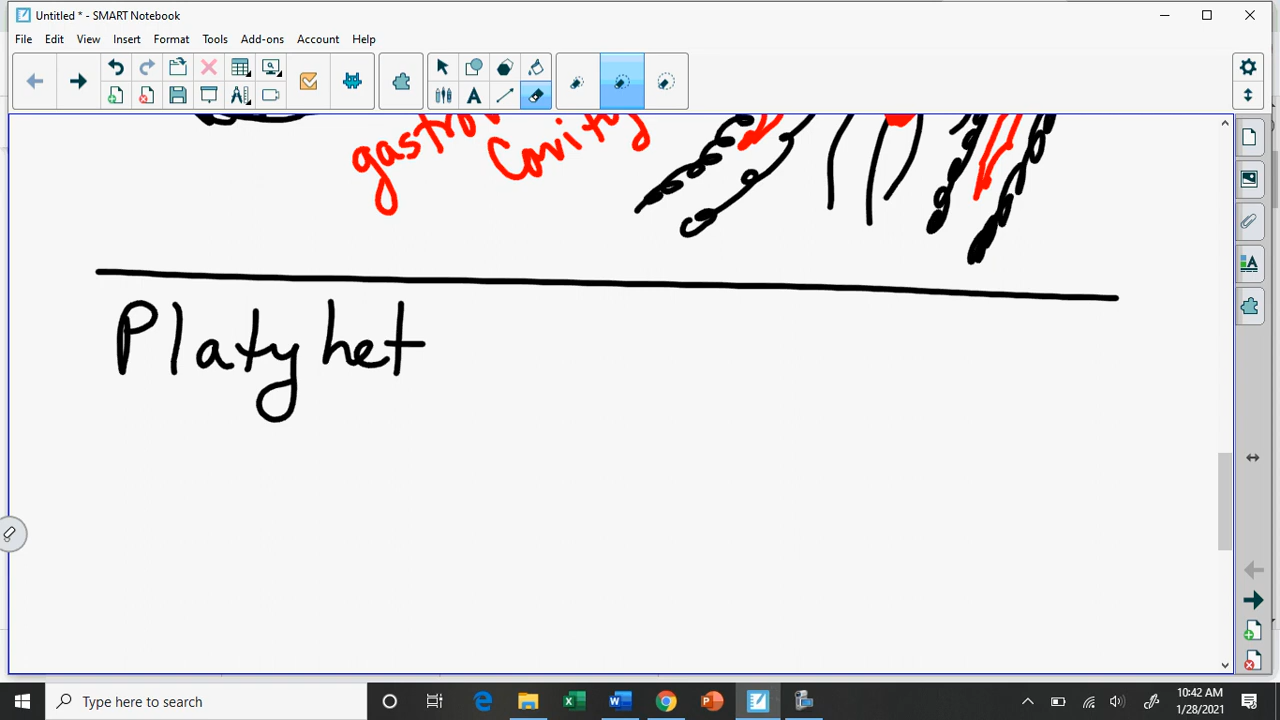 Untitled * - SMART Notebook
File Edit View Insert Format Tools Add-ons Account Help
Cavity
Platyhet
Type here to search
10:42 AM
1/28/2021